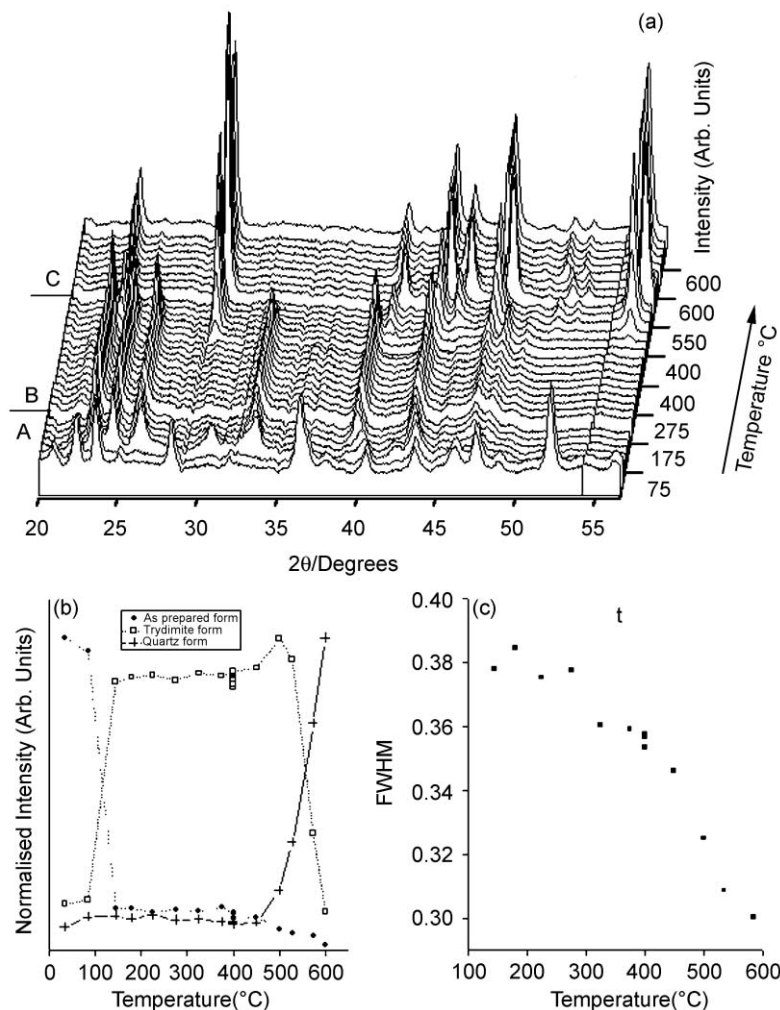 (a)
Intensity (Arb. Units)
C
B
A
600
600
550
400
400
275
175
75
Temperature °C
20 25 30 35 40 45 50 55
2θ/Degrees
(b)
As prepared form
Trydimite form
Quartz form
Normalised Intensity (Arb. Units)
0 100 200 300 400 500 600
Temperature(°C)
(c)
t
0.40
0.38
0.36
0.34
0.32
0.30
FWHM
100 200 300 400 500 600
Temperature(°C)